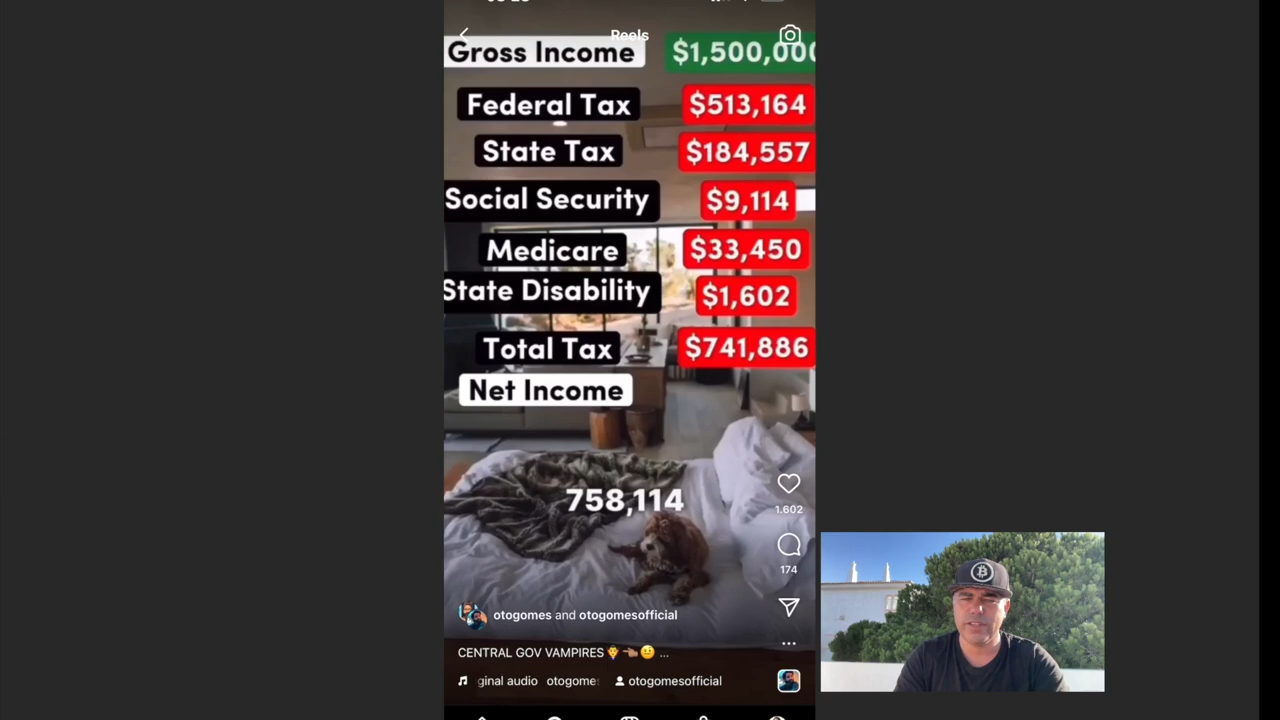 Reels
Gross Income $1,500,000
Federal Tax $513,164
State Tax $184,557
Social Security $9,114
Medicare $33,450
State Disability $1,602
Total Tax $741,886
Net Income
758,114
1.602
174
otogomes and otogomesofficial
CENTRAL GOV VAMPIRES🧛👈🏽🤨 ...
ginal audio otogome otogomesofficial